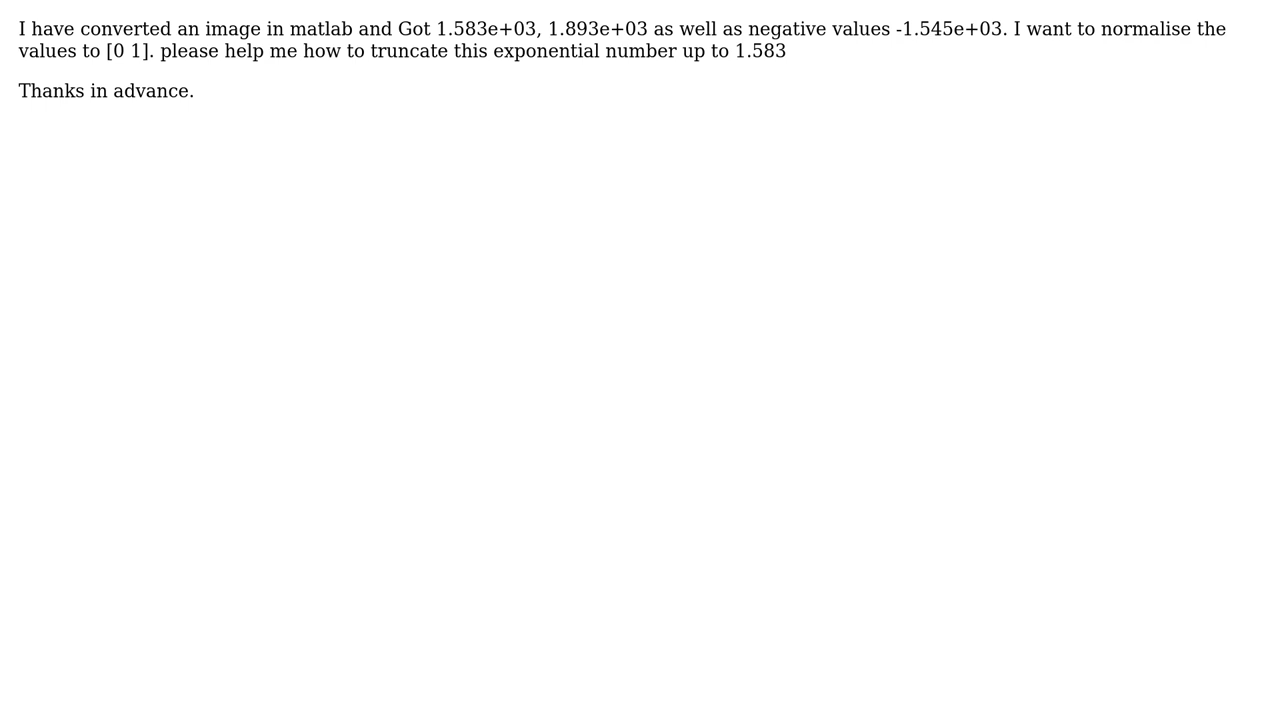 I have converted an image in matlab and Got 1.583e+03, 1.893e+03 as well as negative values -1.545e+03. I want to normalise the
values to [0 1]. please help me how to truncate this exponential number up to 1.583
Thanks in advance.